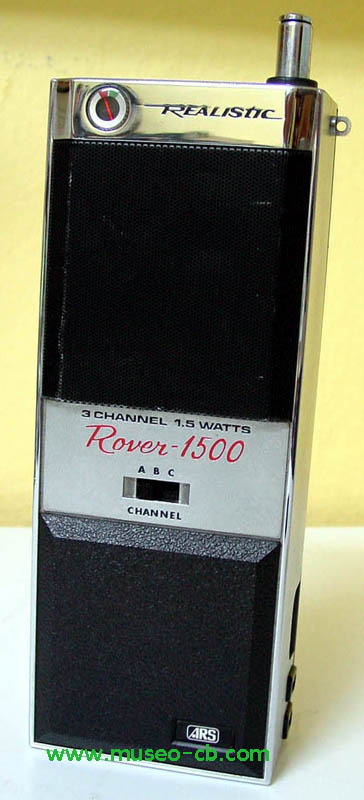 REALISTIC
3 CHANNEL 1.5 WATTS
Rover-1500
A B C
CHANNEL
ARS
www.museo-cb.com